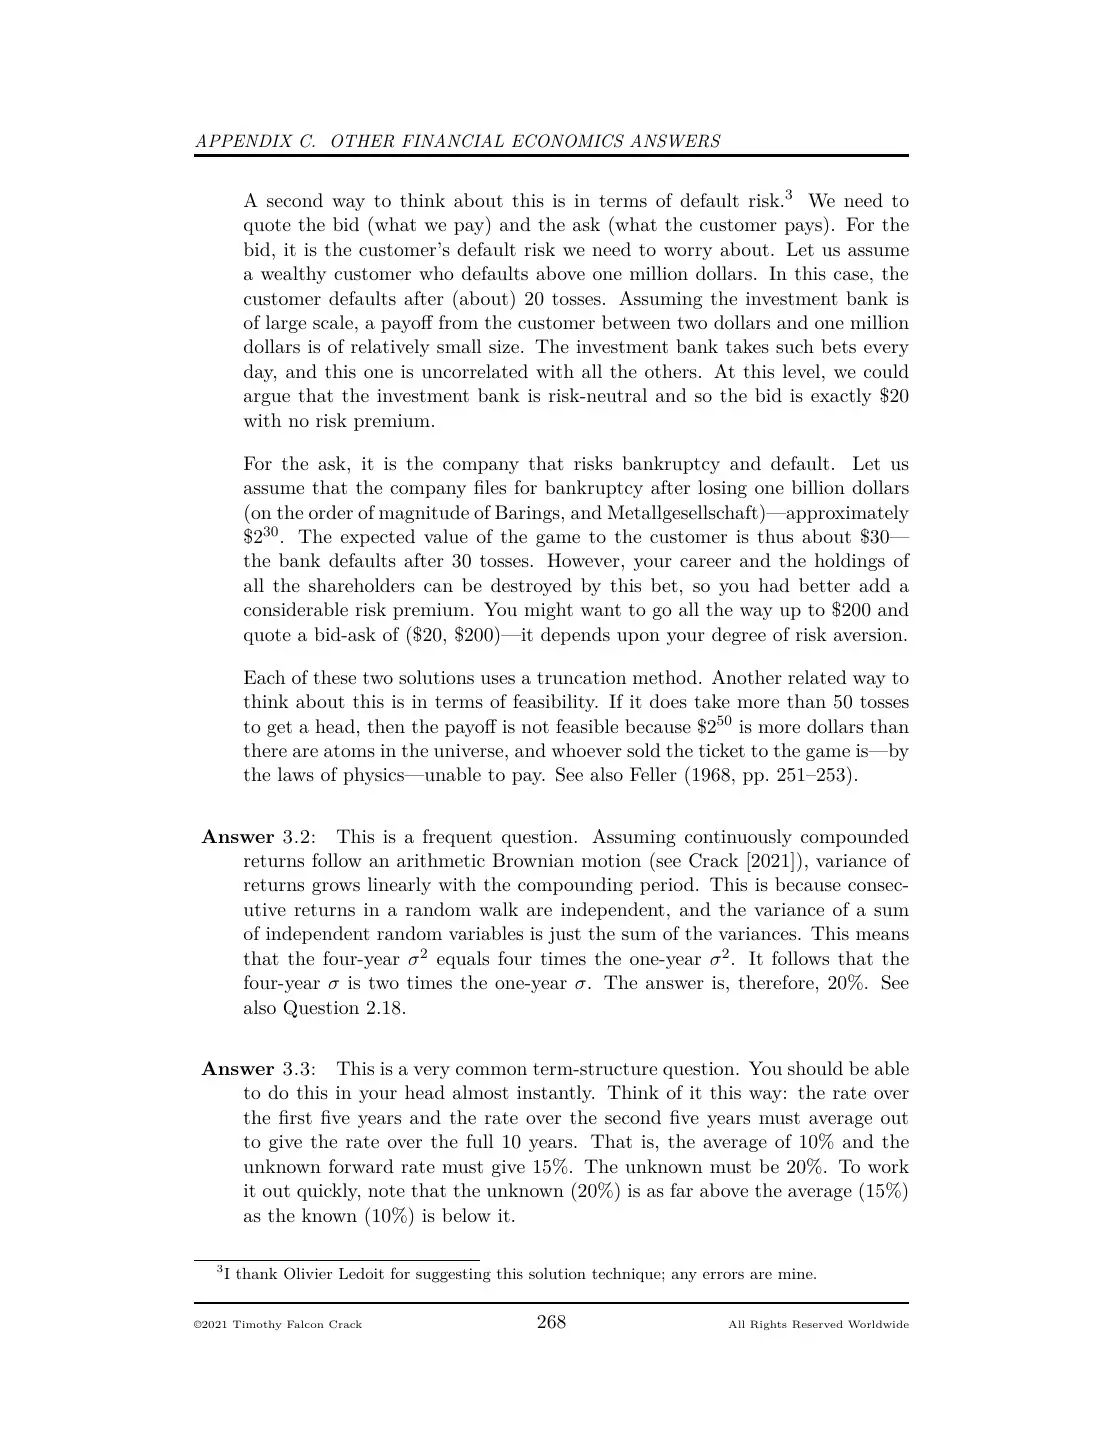 APPENDIX C. OTHER FINANCIAL ECONOMICS ANSWERS
A second way to think about this is in terms of default risk.³ We need to
quote the bid (what we pay) and the ask (what the customer pays). For the
bid, it is the customer's default risk we need to worry about. Let us assume
a wealthy customer who defaults above one million dollars. In this case, the
customer defaults after (about) 20 tosses. Assuming the investment bank is
of large scale, a payoff from the customer between two dollars and one million
dollars is of relatively small size. The investment bank takes such bets every
day, and this one is uncorrelated with all the others. At this level, we could
argue that the investment bank is risk-neutral and so the bid is exactly $20
with no risk premium.
For the ask, it is the company that risks bankruptcy and default. Let us
assume that the company files for bankruptcy after losing one billion dollars
(on the order of magnitude of Barings, and Metallgesellschaft)—approximately
$2³⁰. The expected value of the game to the customer is thus about $30—
the bank defaults after 30 tosses. However, your career and the holdings of
all the shareholders can be destroyed by this bet, so you had better add a
considerable risk premium. You might want to go all the way up to $200 and
quote a bid-ask of ($20, $200)—it depends upon your degree of risk aversion.
Each of these two solutions uses a truncation method. Another related way to
think about this is in terms of feasibility. If it does take more than 50 tosses
to get a head, then the payoff is not feasible because $2⁵⁰ is more dollars than
there are atoms in the universe, and whoever sold the ticket to the game is—by
the laws of physics—unable to pay. See also Feller (1968, pp. 251–253).
Answer 3.2: This is a frequent question. Assuming continuously compounded
returns follow an arithmetic Brownian motion (see Crack [2021]), variance of
returns grows linearly with the compounding period. This is because consec-
utive returns in a random walk are independent, and the variance of a sum
of independent random variables is just the sum of the variances. This means
that the four-year σ² equals four times the one-year σ². It follows that the
four-year σ is two times the one-year σ. The answer is, therefore, 20%. See
also Question 2.18.
Answer 3.3: This is a very common term-structure question. You should be able
to do this in your head almost instantly. Think of it this way: the rate over
the first five years and the rate over the second five years must average out
to give the rate over the full 10 years. That is, the average of 10% and the
unknown forward rate must give 15%. The unknown must be 20%. To work
it out quickly, note that the unknown (20%) is as far above the average (15%)
as the known (10%) is below it.
³I thank Olivier Ledoit for suggesting this solution technique; any errors are mine.
©2021 Timothy Falcon Crack 268 All Rights Reserved Worldwide